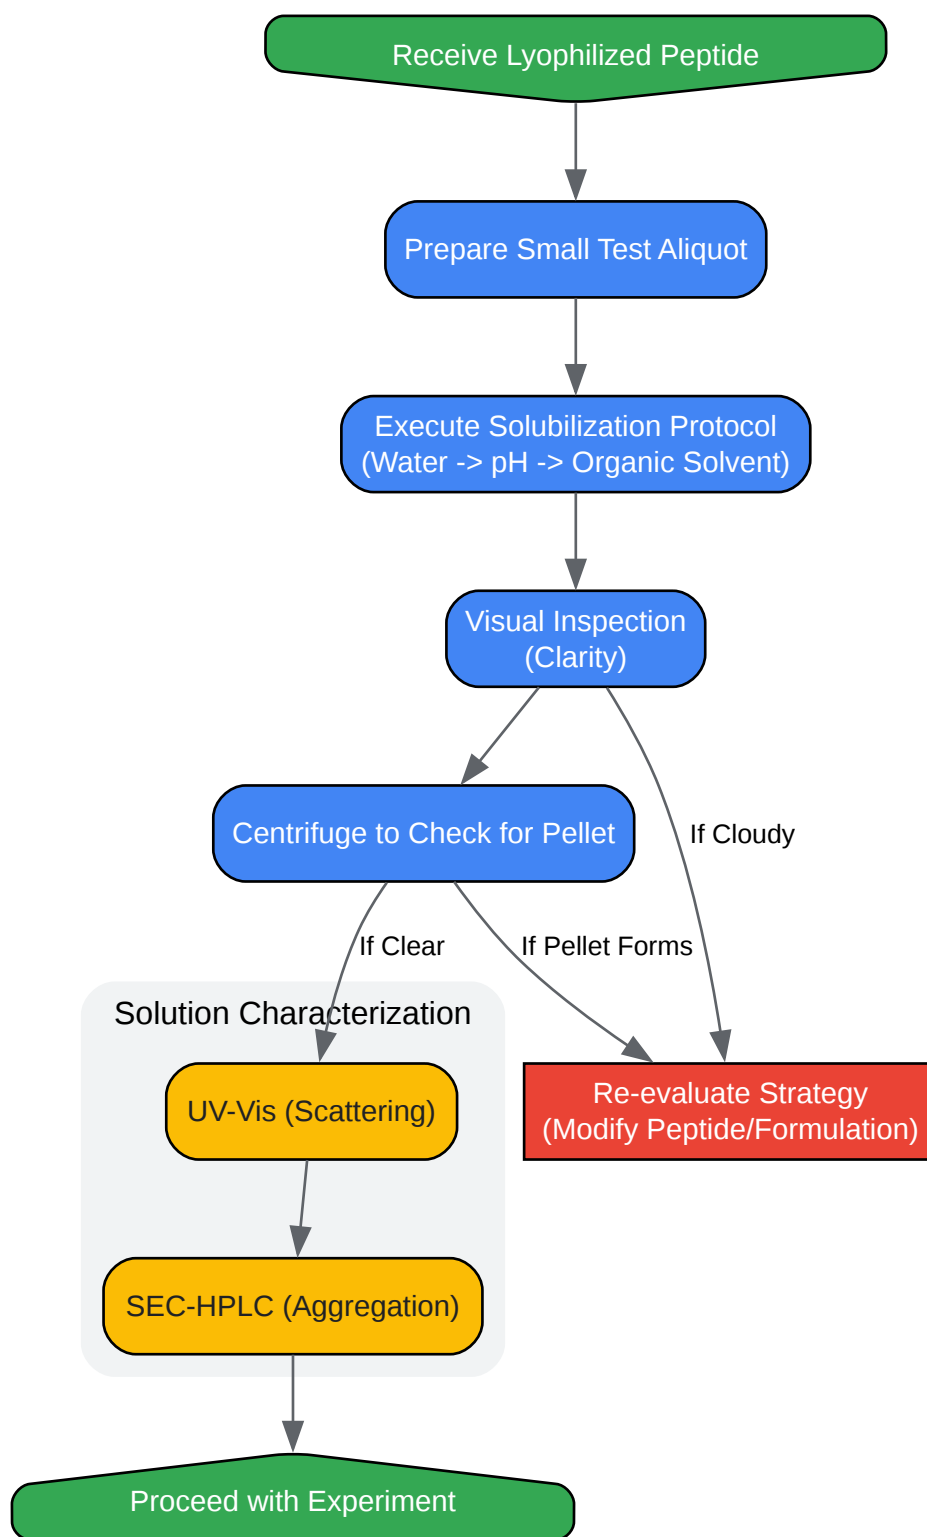 Receive Lyophilized Peptide
Prepare Small Test Aliquot
Execute Solubilization Protocol
(Water -> pH -> Organic Solvent)
Visual Inspection
(Clarity)
Centrifuge to Check for Pellet
If Cloudy
If Clear
If Pellet Forms
Solution Characterization
UV-Vis (Scattering)
Re-evaluate Strategy
(Modify Peptide/Formulation)
SEC-HPLC (Aggregation)
Proceed with Experiment